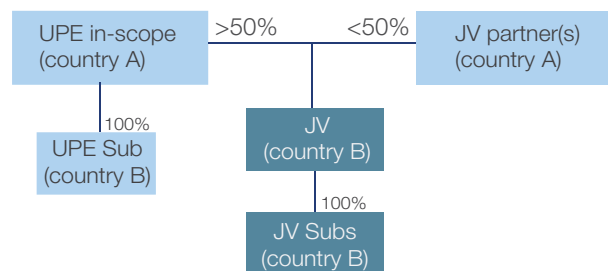 UPE in-scope
(country A)
>50%
<50%
JV partner(s)
(country A)
100%
UPE Sub
(country B)
JV
(country B)
100%
JV Subs
(country B)